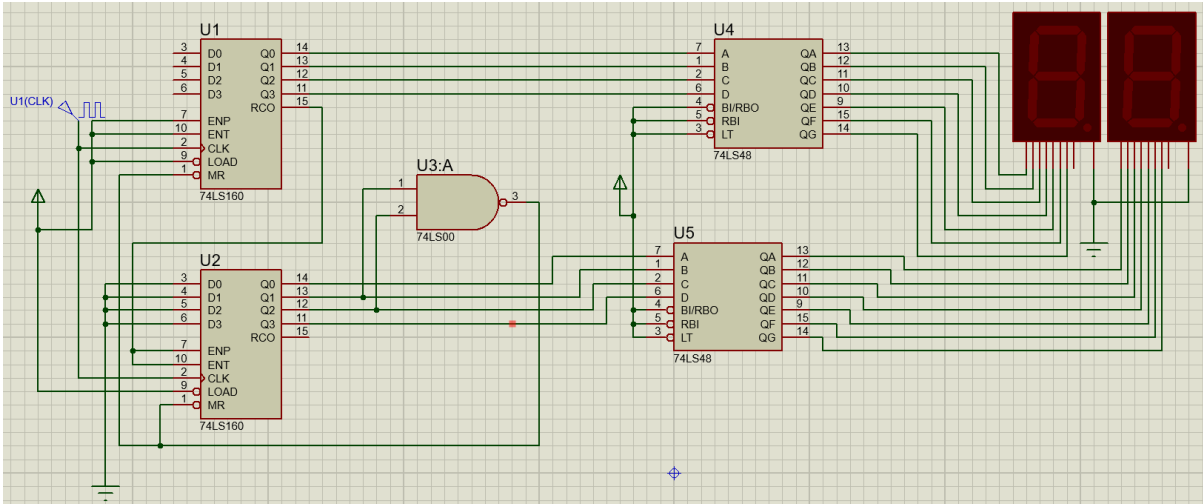 U1
3 D0 Q0 14
4 D1 Q1 13
5 D2 Q2 12
6 D3 Q3 11
RCO 15
7 ENP
10 ENT
2 CLK
9 LOAD
1 MR
74LS160
U1(CLK)
U2
3 D0 Q0 14
4 D1 Q1 13
5 D2 Q2 12
6 D3 Q3 11
RCO 15
7 ENP
10 ENT
2 CLK
9 LOAD
1 MR
74LS160
U3:A
1
2
3
74LS00
U4
7 A QA 13
1 B QB 12
2 C QC 11
6 D QD 10
4 BI/RBO QE 9
5 RBI QF 15
3 LT QG 14
74LS48
U5
7 A QA 13
1 B QB 12
2 C QC 11
6 D QD 10
4 BI/RBO QE 9
5 RBI QF 15
3 LT QG 14
74LS48